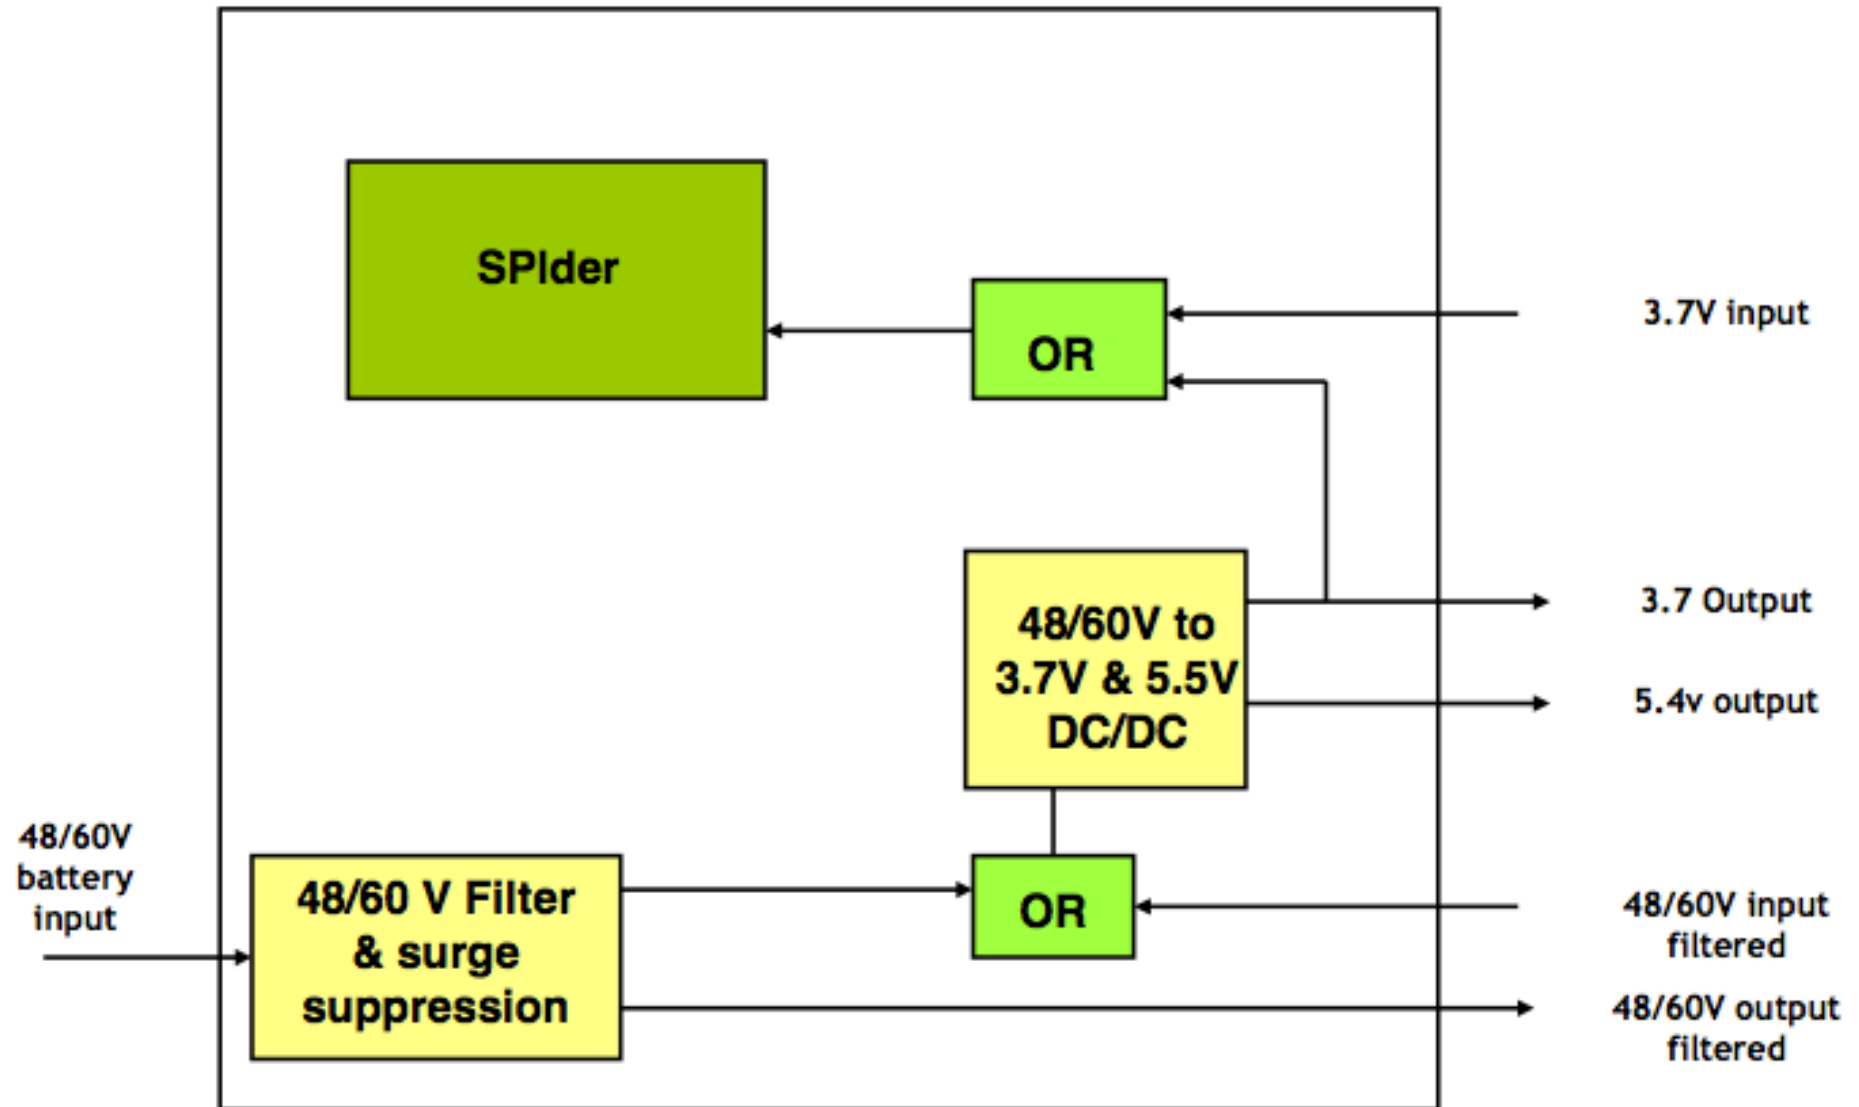 SPIder
OR
3.7V input
48/60V to
3.7V & 5.5V
DC/DC
3.7 Output
5.4v output
48/60V
battery
input
48/60 V Filter
& surge
suppression
OR
48/60V input
filtered
48/60V output
filtered